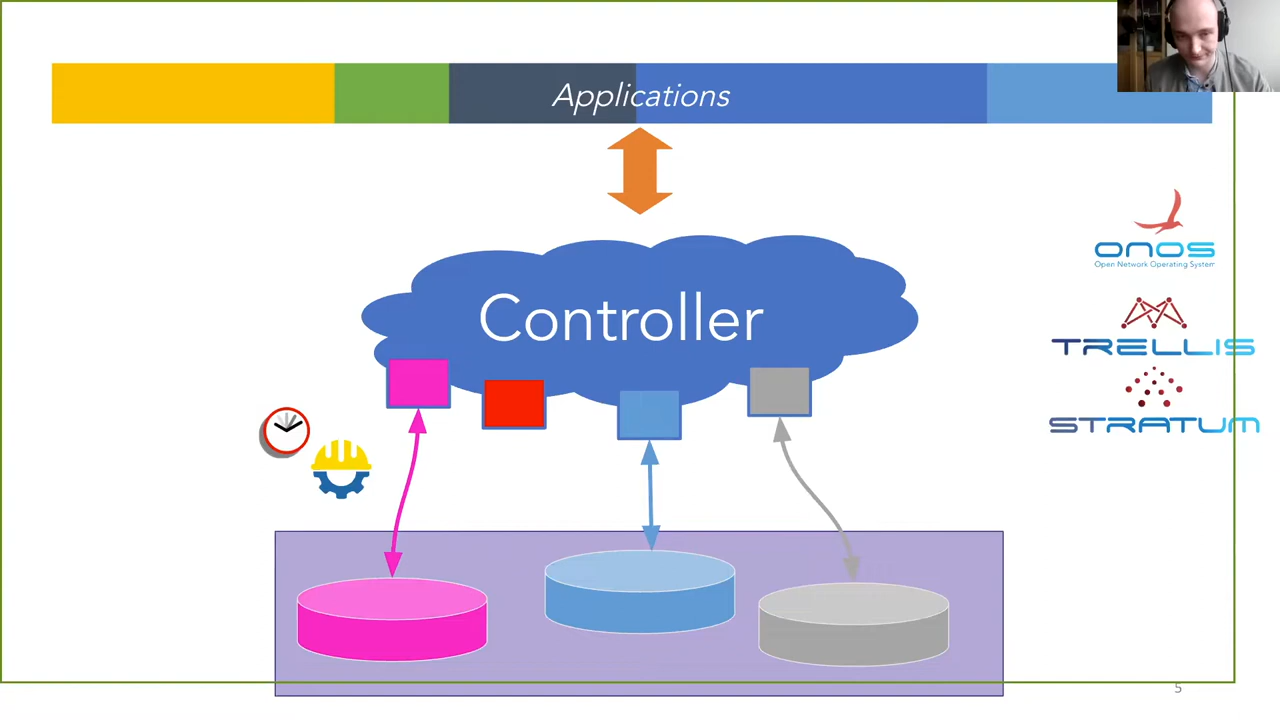 Applications
ONOS
Open Network Operating System
Controller
TRELLIS
STRATUM
5